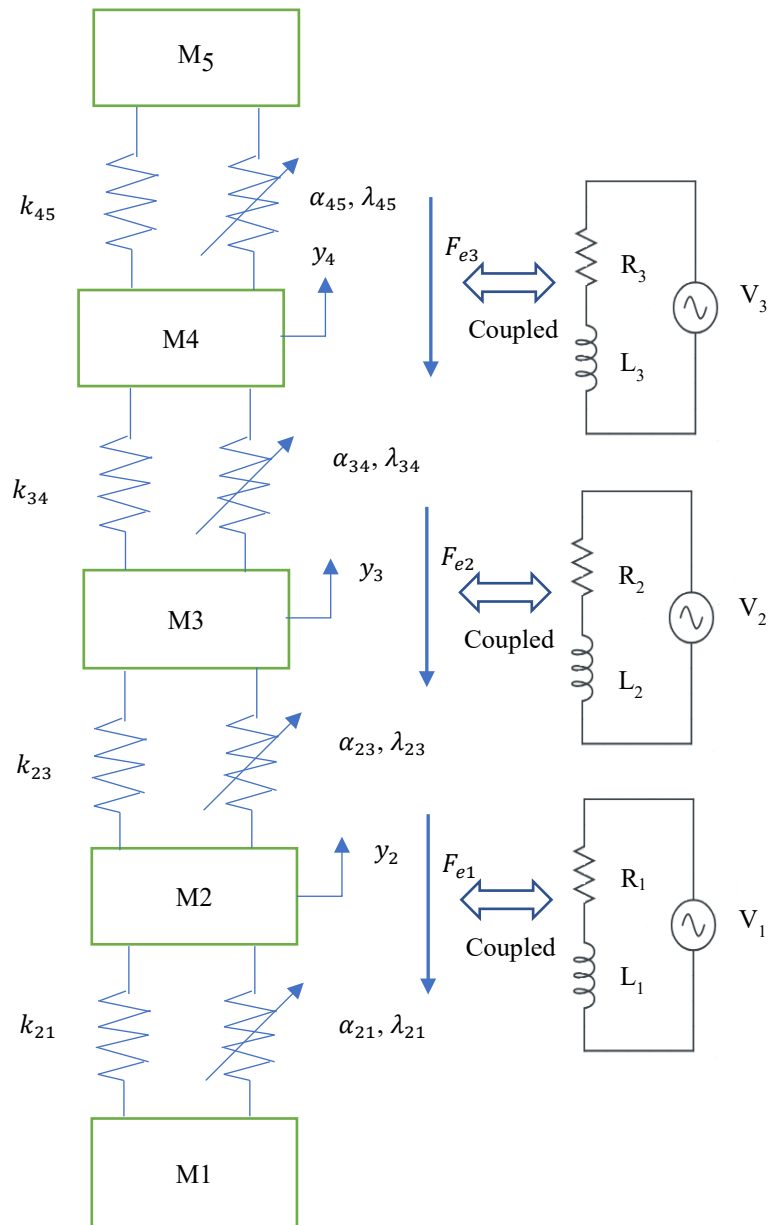 M₅
k₄₅
α₄₅, λ₄₅
y₄
Fₑ₃
Coupled
R₃
L₃
V₃
M4
k₃₄
α₃₄, λ₃₄
y₃
Fₑ₂
Coupled
R₂
L₂
V₂
M3
k₂₃
α₂₃, λ₂₃
y₂
Fₑ₁
Coupled
R₁
L₁
V₁
M2
k₂₁
α₂₁, λ₂₁
M1